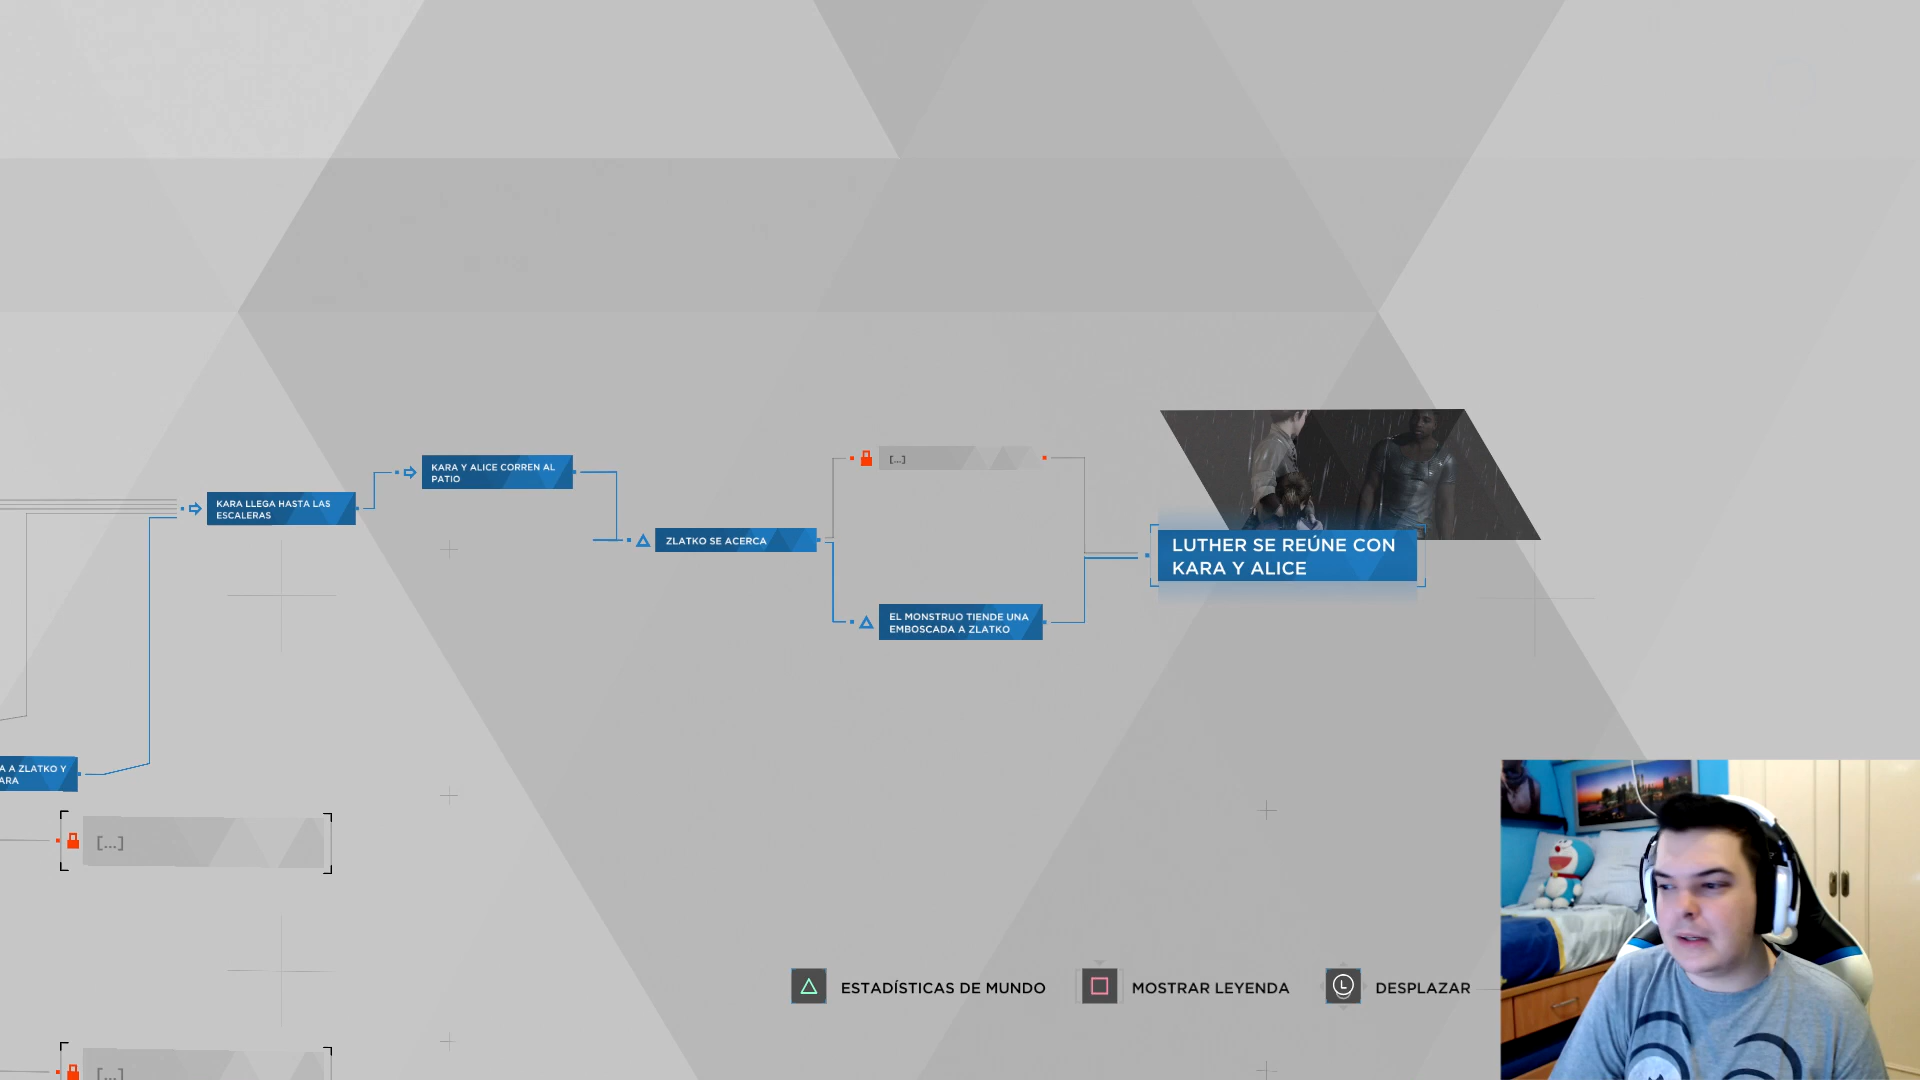 KARA Y ALICE CORREN AL
PATIO
KARA LLEGA HASTA LAS
ESCALERAS
[...]
ZLATKO SE ACERCA
LUTHER SE REÚNE CON
KARA Y ALICE
EL MONSTRUO TIENDE UNA
EMBOSCADA A ZLATKO
A ZLATKO Y
[...]
ESTADÍSTICAS DE MUNDO
MOSTRAR LEYENDA
L
DESPLAZAR
[...]